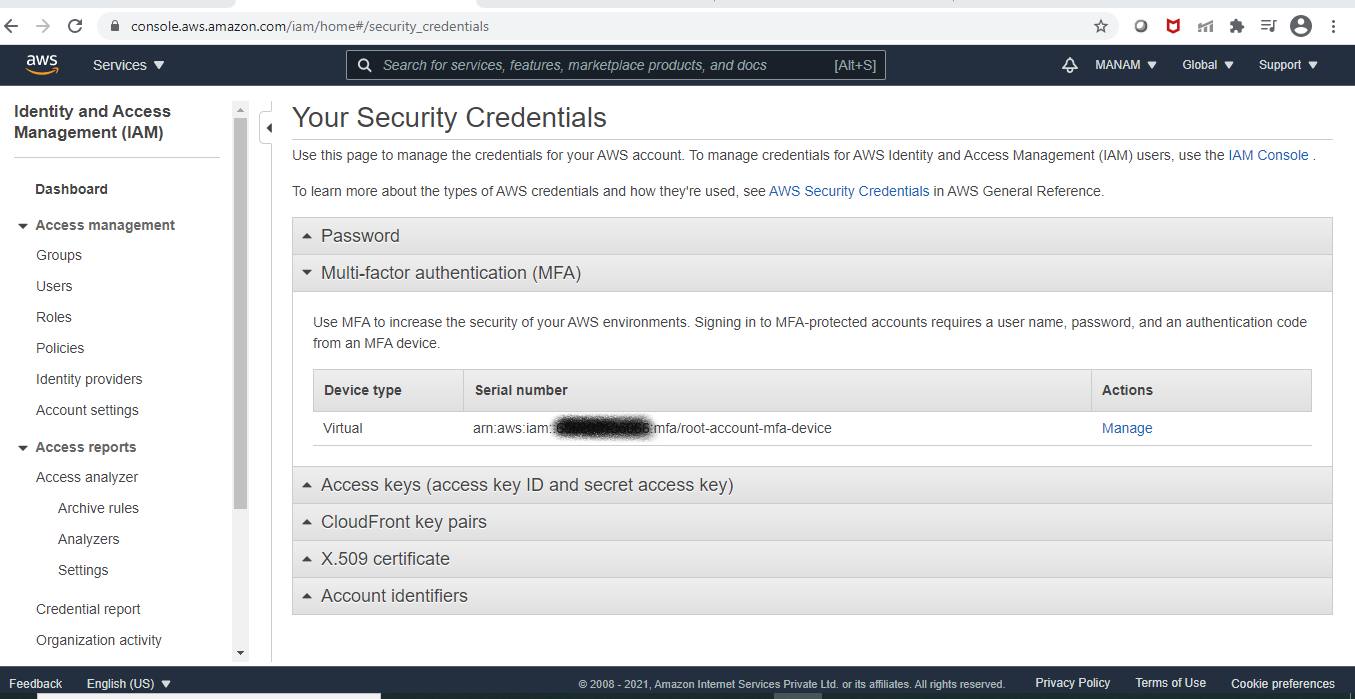 console.aws.amazon.com/iam/home#/security_credentials
aws
Services
Search for services, features, marketplace products, and docs [Alt+S]
MANAM
Global
Support
Identity and Access
Management (IAM)
Dashboard
Access management
Groups
Users
Roles
Policies
Identity providers
Account settings
Access reports
Access analyzer
Archive rules
Analyzers
Settings
Credential report
Organization activity
Your Security Credentials
Use this page to manage the credentials for your AWS account. To manage credentials for AWS Identity and Access Management (IAM) users, use the IAM Console .
To learn more about the types of AWS credentials and how they're used, see AWS Security Credentials in AWS General Reference.
Password
Multi-factor authentication (MFA)
Use MFA to increase the security of your AWS environments. Signing in to MFA-protected accounts requires a user name, password, and an authentication code
from an MFA device.
Device type Serial number Actions
Virtual arn:aws:iam: :mfa/root-account-mfa-device Manage
Access keys (access key ID and secret access key)
CloudFront key pairs
X.509 certificate
Account identifiers
Feedback English (US) © 2008 - 2021, Amazon Internet Services Private Ltd. or its affiliates. All rights reserved. Privacy Policy Terms of Use Cookie preferences